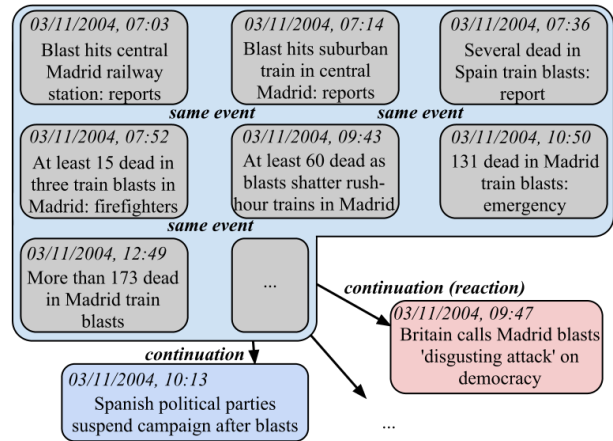 03/11/2004, 07:03
Blast hits central
Madrid railway
station: reports
03/11/2004, 07:14
Blast hits suburban
train in central
Madrid: reports
03/11/2004, 07:36
Several dead in
Spain train blasts:
report
same event
same event
03/11/2004, 07:52
At least 15 dead in
three train blasts in
Madrid: firefighters
03/11/2004, 09:43
At least 60 dead as
blasts shatter rush-
hour trains in Madrid
03/11/2004, 10:50
131 dead in Madrid
train blasts:
emergency
same event
03/11/2004, 12:49
More than 173 dead
in Madrid train
blasts
...
continuation (reaction)
03/11/2004, 09:47
Britain calls Madrid blasts
'disgusting attack' on
democracy
continuation
03/11/2004, 10:13
Spanish political parties
suspend campaign after blasts
...